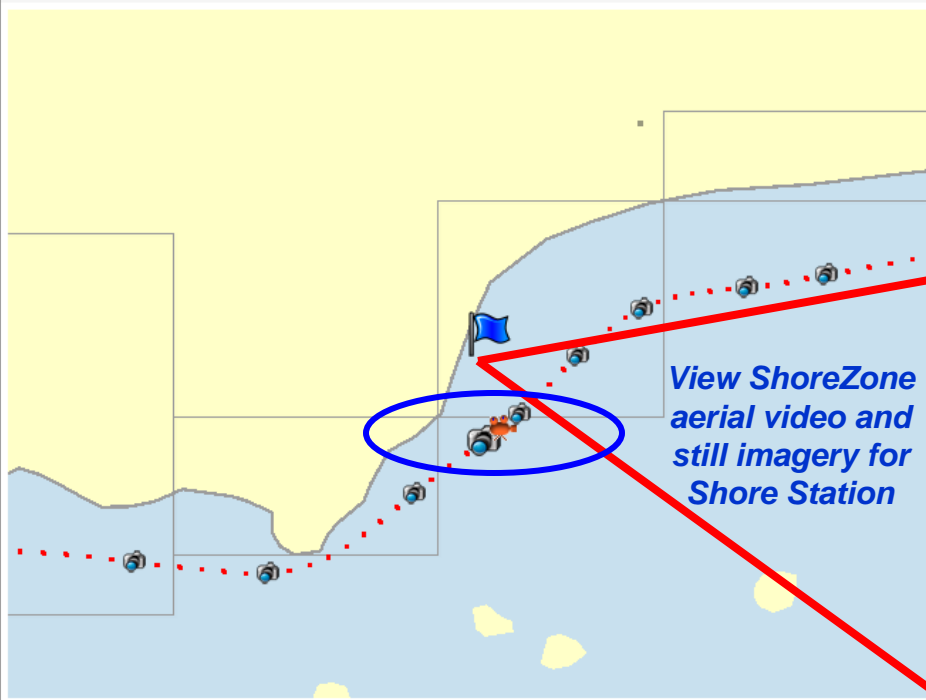 View ShoreZone
aerial video and
still imagery for
Shore Station